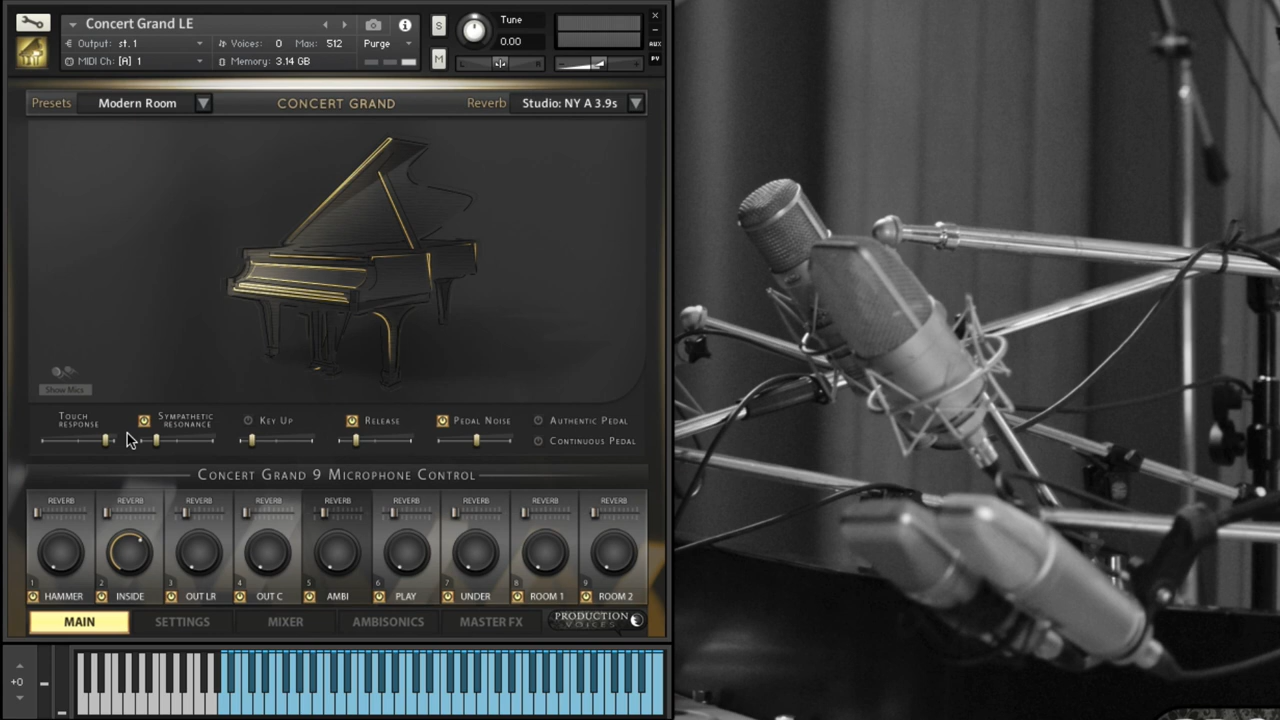 Concert Grand LE
Output: st. 1
Voices: 0 Max: 512
Purge
MIDI Ch: [A] 1
Memory: 3.14 GB
S
M
Tune
0.00
L R
- +
AUX
PV
Presets Modern Room
CONCERT GRAND
Reverb Studio: NY A 3.9s
Show Mics
TOUCH RESPONSE
SYMPATHETIC RESONANCE
KEY UP
RELEASE
PEDAL NOISE
AUTHENTIC PEDAL
CONTINUOUS PEDAL
CONCERT GRAND 9 MICROPHONE CONTROL
REVERB REVERB REVERB REVERB REVERB REVERB REVERB REVERB REVERB
1 2 3 4 5 6 7 8 9
HAMMER INSIDE OUT LR OUT C AMBI PLAY UNDER ROOM 1 ROOM 2
MAIN SETTINGS MIXER AMBISONICS MASTER FX
PRODUCTION
VOICES
+0